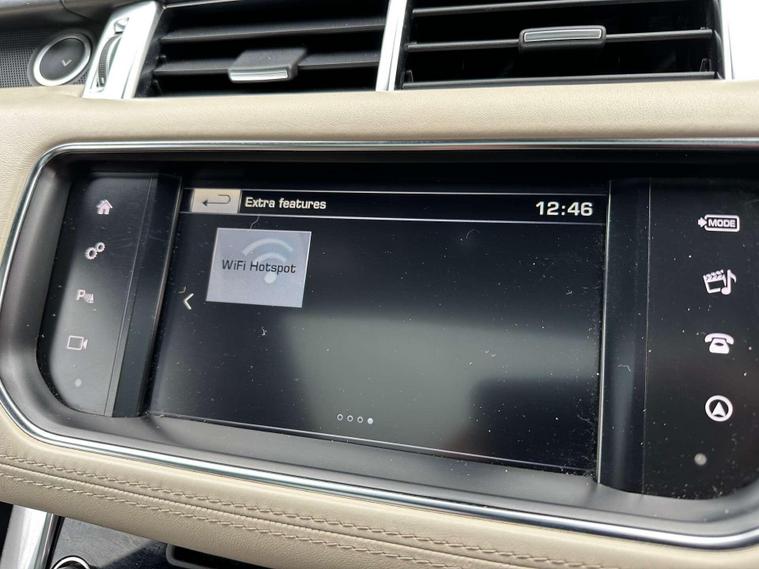 Extra features
12:46
WiFi Hotspot
MODE
P